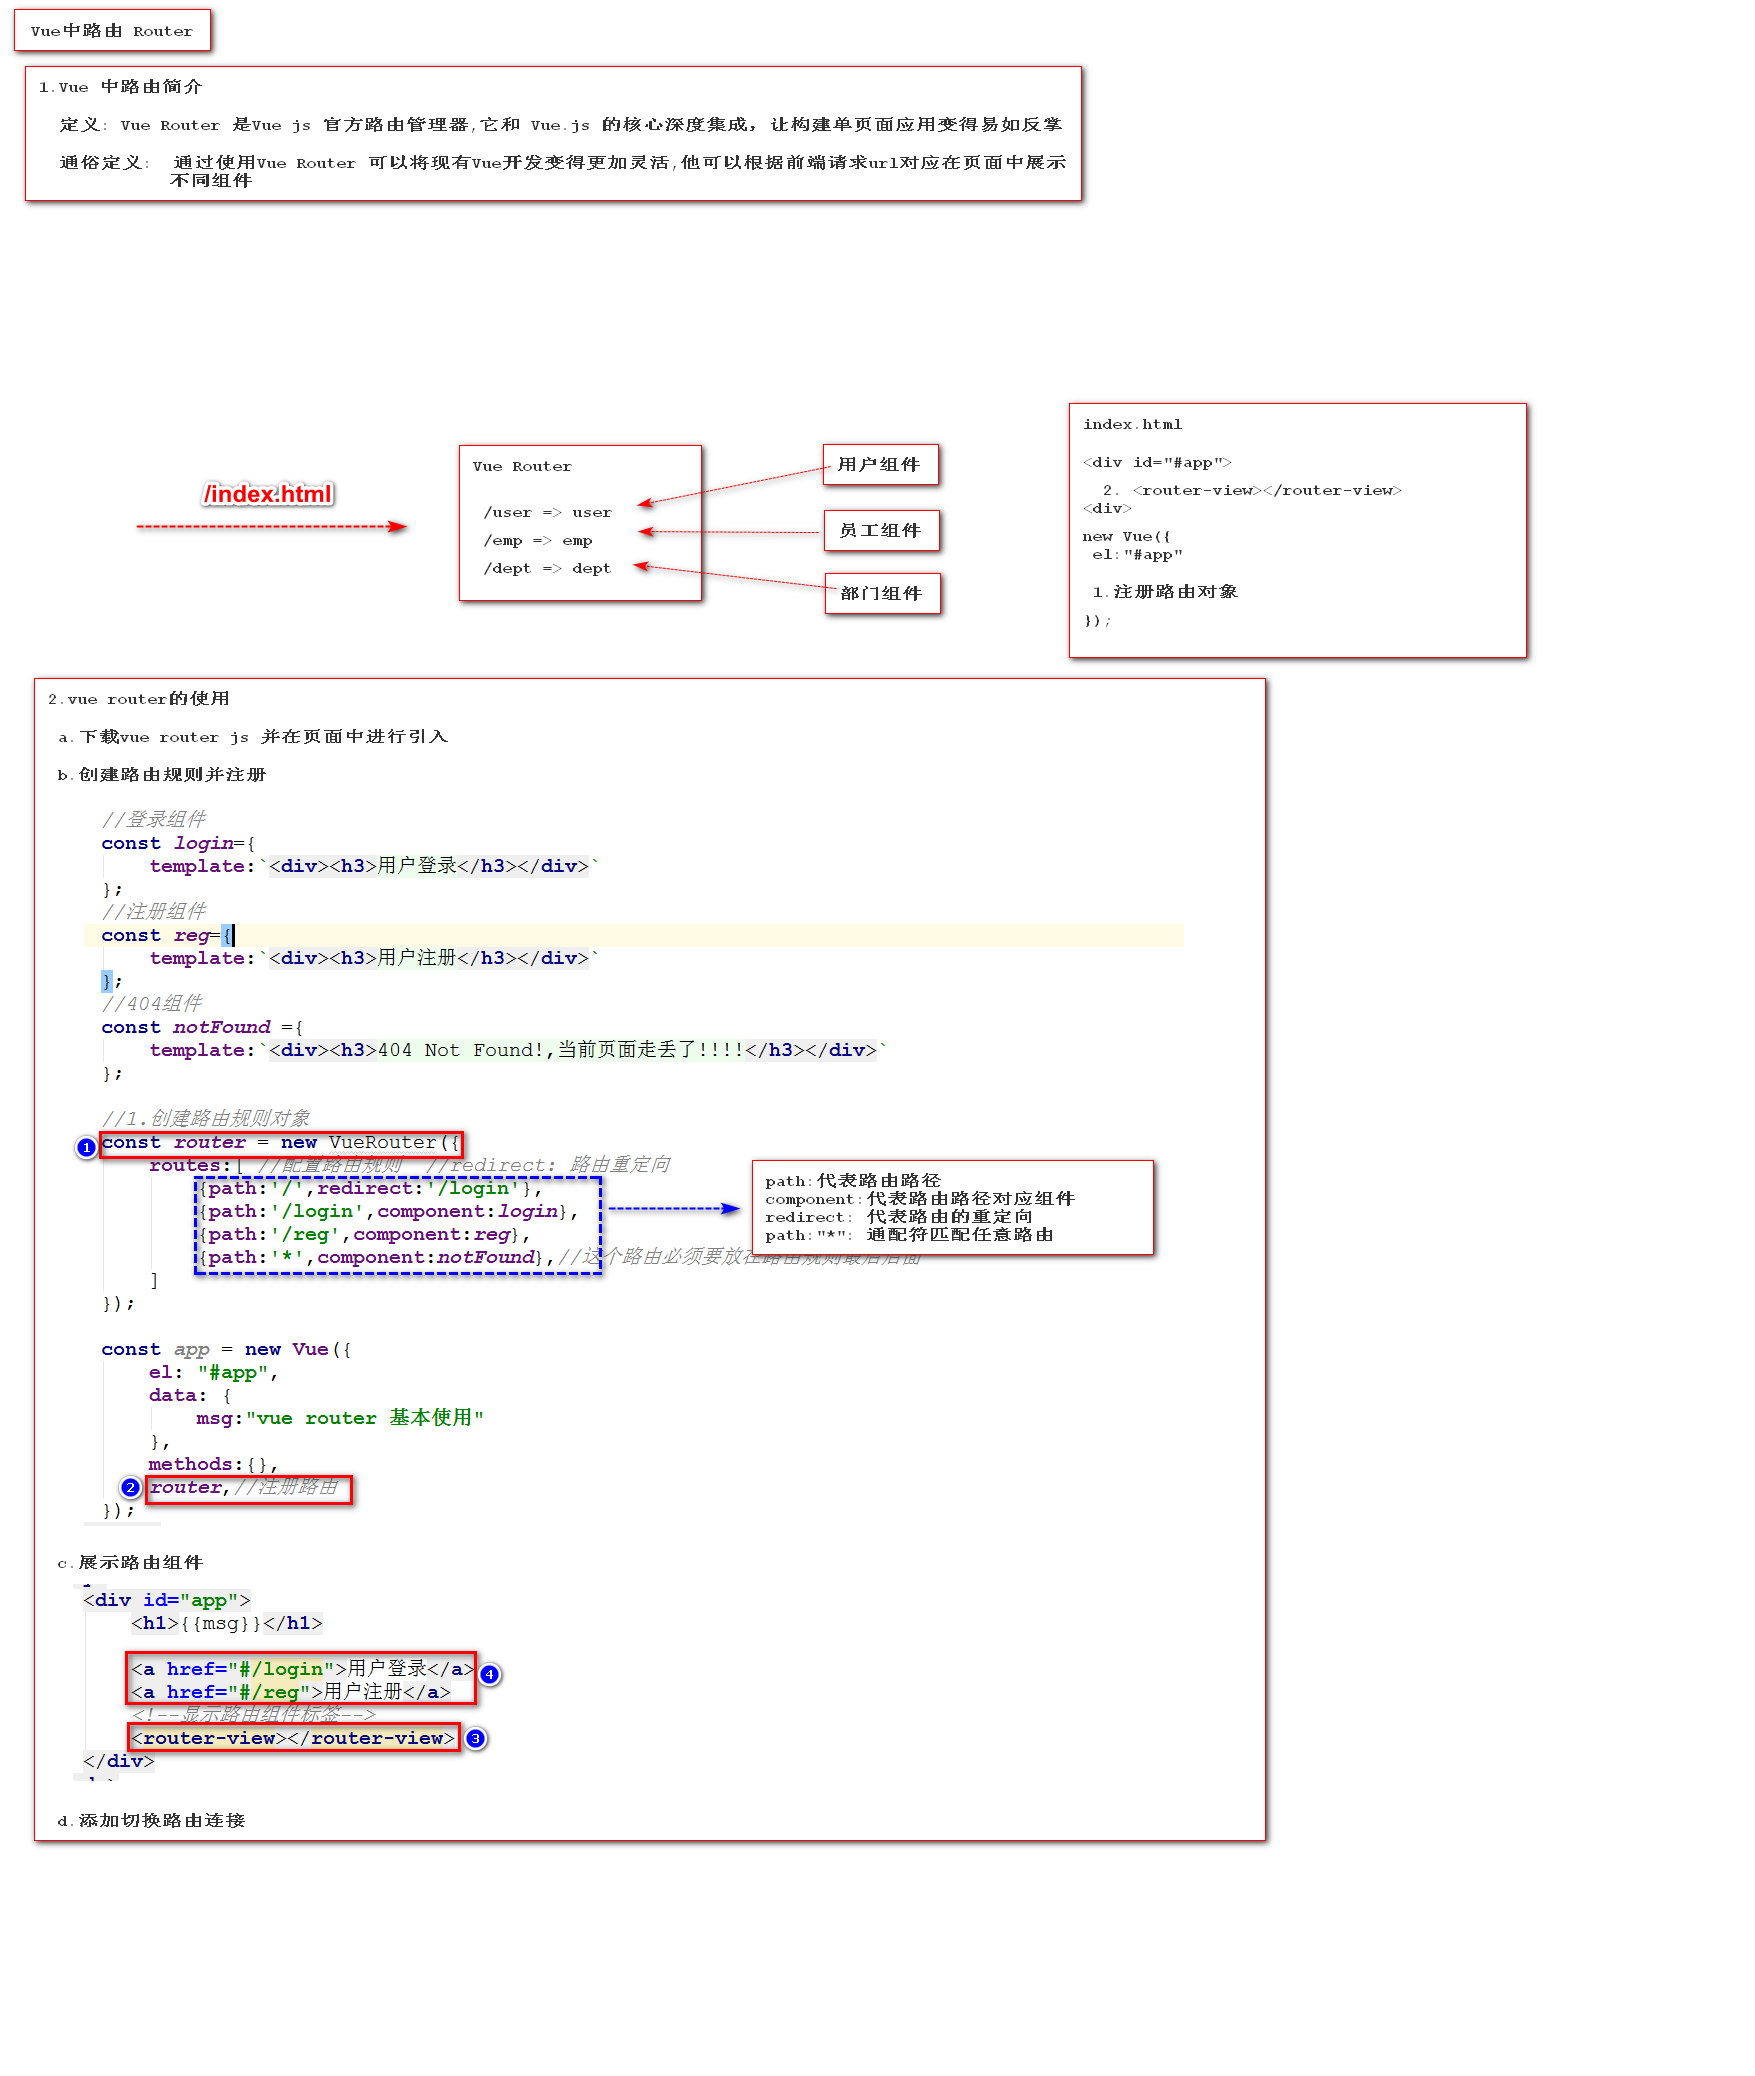 Vue中路由 Router
1.Vue 中路由简介
定义: Vue Router 是Vue js 官方路由管理器,它和 Vue.js 的核心深度集成，让构建单页面应用变得易如反掌
通俗定义: 通过使用Vue Router 可以将现有Vue开发变得更加灵活,他可以根据前端请求url对应在页面中展示
不同组件
/index.html
Vue Router
/user => user
/emp => emp
/dept => dept
用户组件
员工组件
部门组件
index.html
<div id="#app">
2. <router-view></router-view>
<div>
new Vue({
el:"#app"
1.注册路由对象
});
2.vue router的使用
a.下载vue router js 并在页面中进行引入
b.创建路由规则并注册
//登录组件
const login={
template:`<div><h3>用户登录</h3></div>`
};
//注册组件
const reg={
template:`<div><h3>用户注册</h3></div>`
};
//404组件
const notFound ={
template:`<div><h3>404 Not Found!,当前页面走丢了!!!!</h3></div>`
};
//1.创建路由规则对象
1 const router = new VueRouter({
routes:[ //配置路由规则 //redirect: 路由重定向
{path:'/',redirect:'/login'},
{path:'/login',component:login},
{path:'/reg',component:reg},
{path:'*',component:notFound},//这个路由必须要放在路由规则最后后面
]
});
path:代表路由路径
component:代表路由路径对应组件
redirect: 代表路由的重定向
path:"*": 通配符匹配任意路由
const app = new Vue({
el: "#app",
data: {
msg:"vue router 基本使用"
},
methods:{},
2 router,//注册路由
});
c.展示路由组件
<div id="app">
<h1>{{msg}}</h1>
<a href="#/login">用户登录</a> 4
<a href="#/reg">用户注册</a>
<!--显示路由组件标签-->
<router-view></router-view> 3
</div>
d.添加切换路由连接